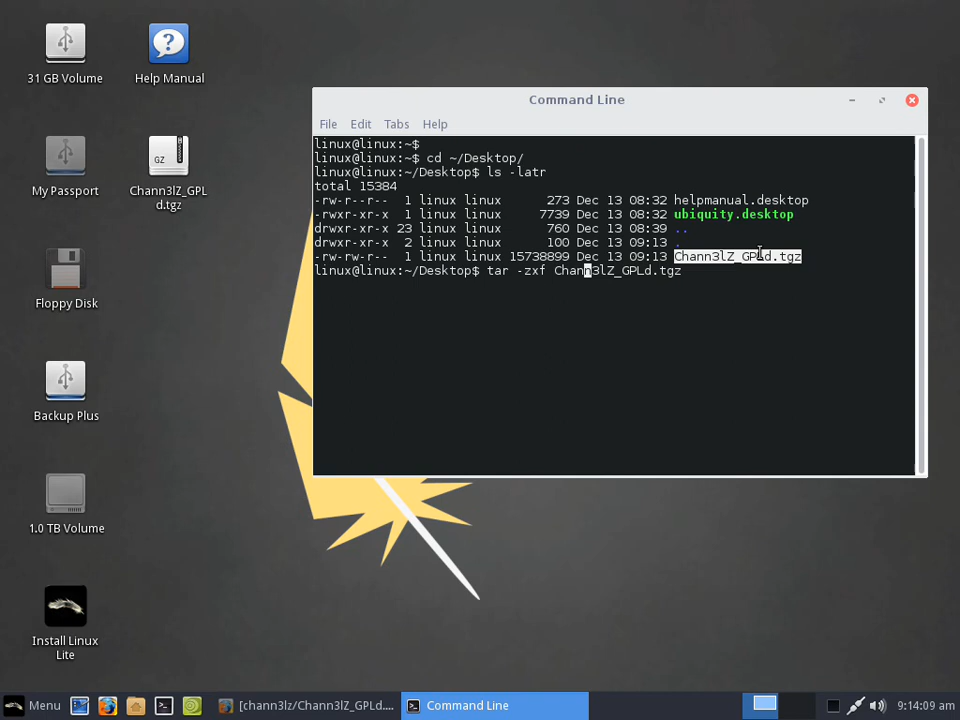 31 GB Volume
Help Manual
My Passport
GZ
Chann3lZ_GPL
d.tgz
Floppy Disk
Backup Plus
1.0 TB Volume
Install Linux
Lite
Command Line
File Edit Tabs Help
linux@linux:~$
linux@linux:~$ cd ~/Desktop/
linux@linux:~/Desktop$ ls -latr
total 15384
-rw-r--r-- 1 linux linux 273 Dec 13 08:32 helpmanual.desktop
-rwxr-xr-x 1 linux linux 7739 Dec 13 08:32 ubiquity.desktop
drwxr-xr-x 23 linux linux 760 Dec 13 08:39 ..
drwxr-xr-x 2 linux linux 100 Dec 13 09:13 .
-rw-rw-r-- 1 linux linux 15738899 Dec 13 09:13 Chann3lZ_GPLd.tgz
linux@linux:~/Desktop$ tar -zxf Chann3lZ_GPLd.tgz
Menu [chann3lz/Chann3lZ_GPLd.... Command Line 9:14:09 am